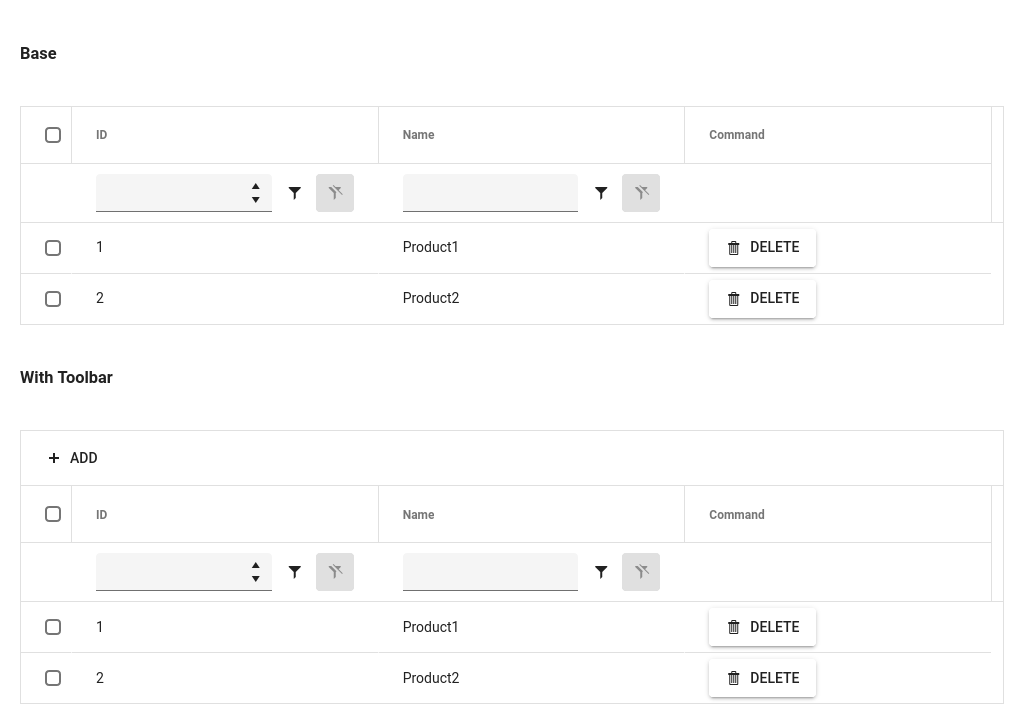 Base
ID Name Command
1 Product1 DELETE
2 Product2 DELETE
With Toolbar
ADD
ID Name Command
1 Product1 DELETE
2 Product2 DELETE